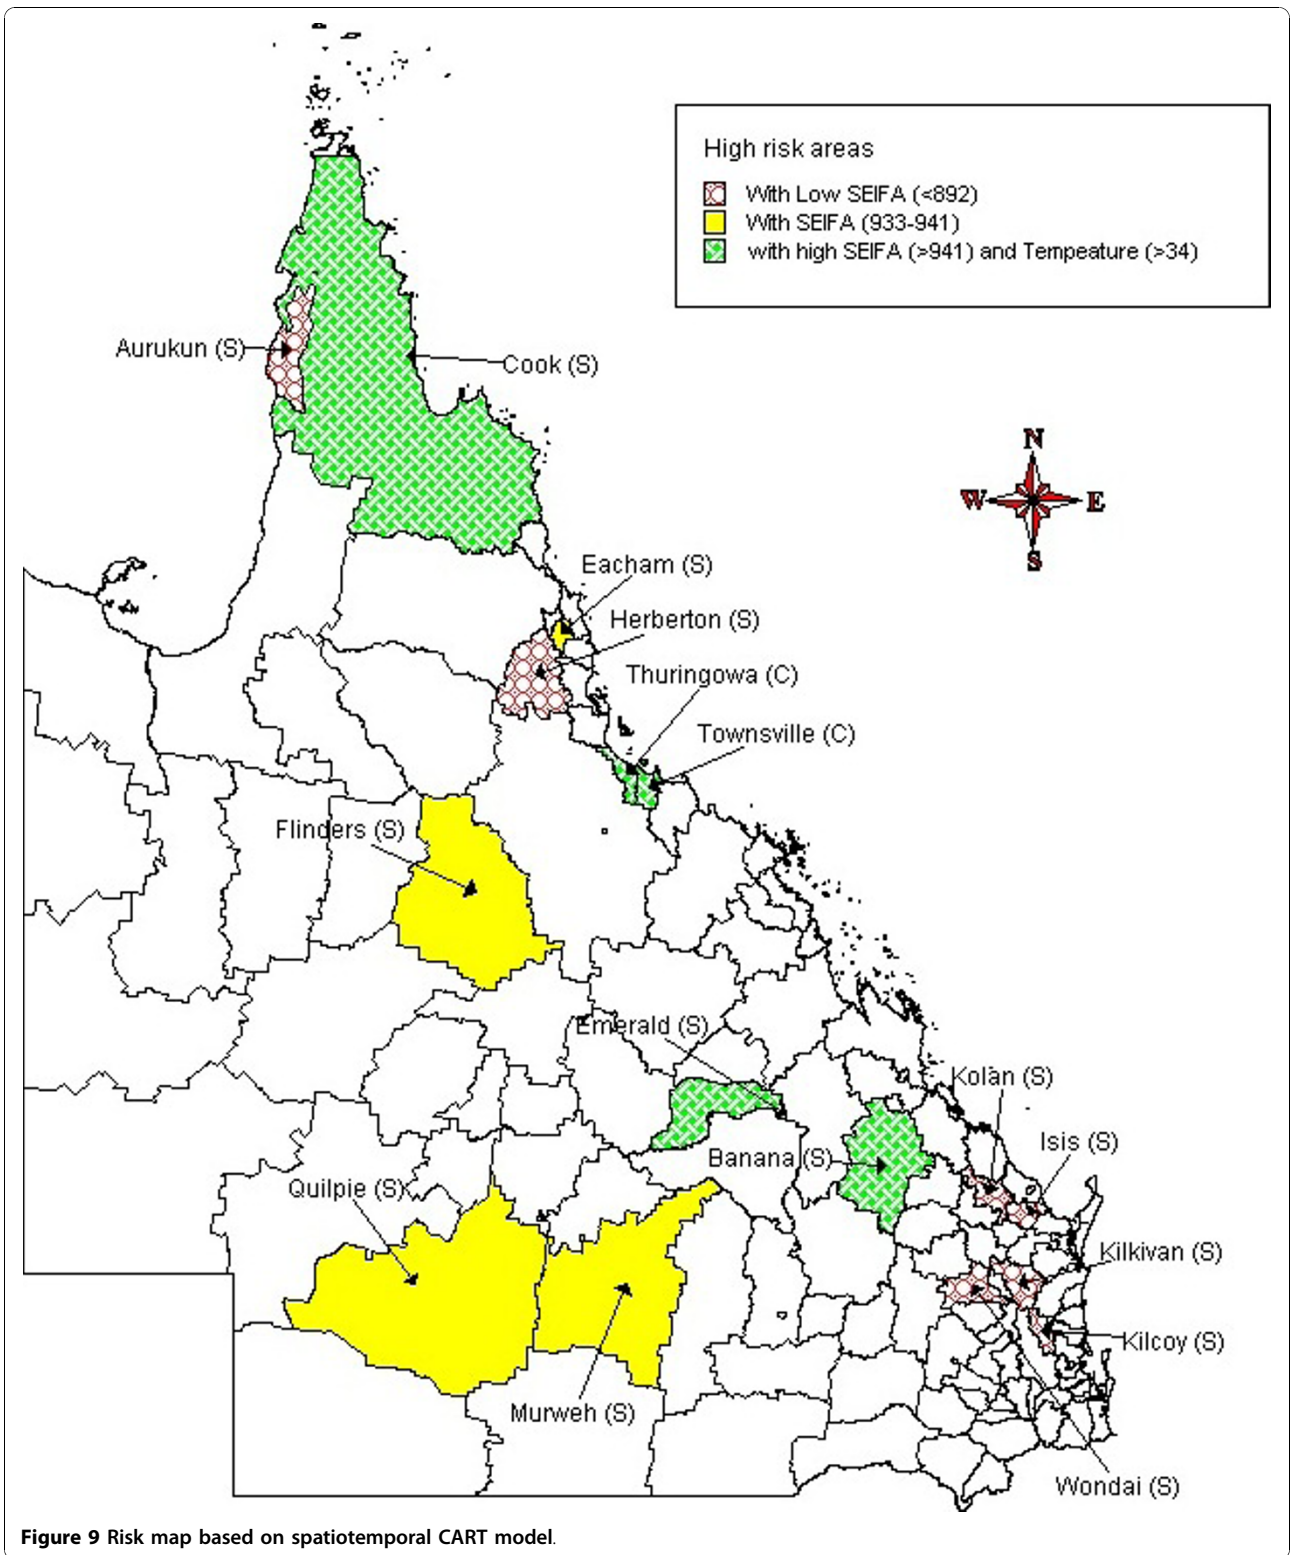 High risk areas
With Low SEIFA (<892)
With SEIFA (933-941)
with high SEIFA (>941) and Tempeature (>34)
Aurukun (S)
Cook (S)
N
W E
S
Eacham (S)
Herberton (S)
Thuringowa (C)
Townsville (C)
Flinders (S)
Emerald (S)
Kolan (S)
Isis (S)
Banana (S)
Quilpie (S)
Kilkivan (S)
Kilcoy (S)
Murweh (S)
Wondai (S)
Figure 9 Risk map based on spatiotemporal CART model.